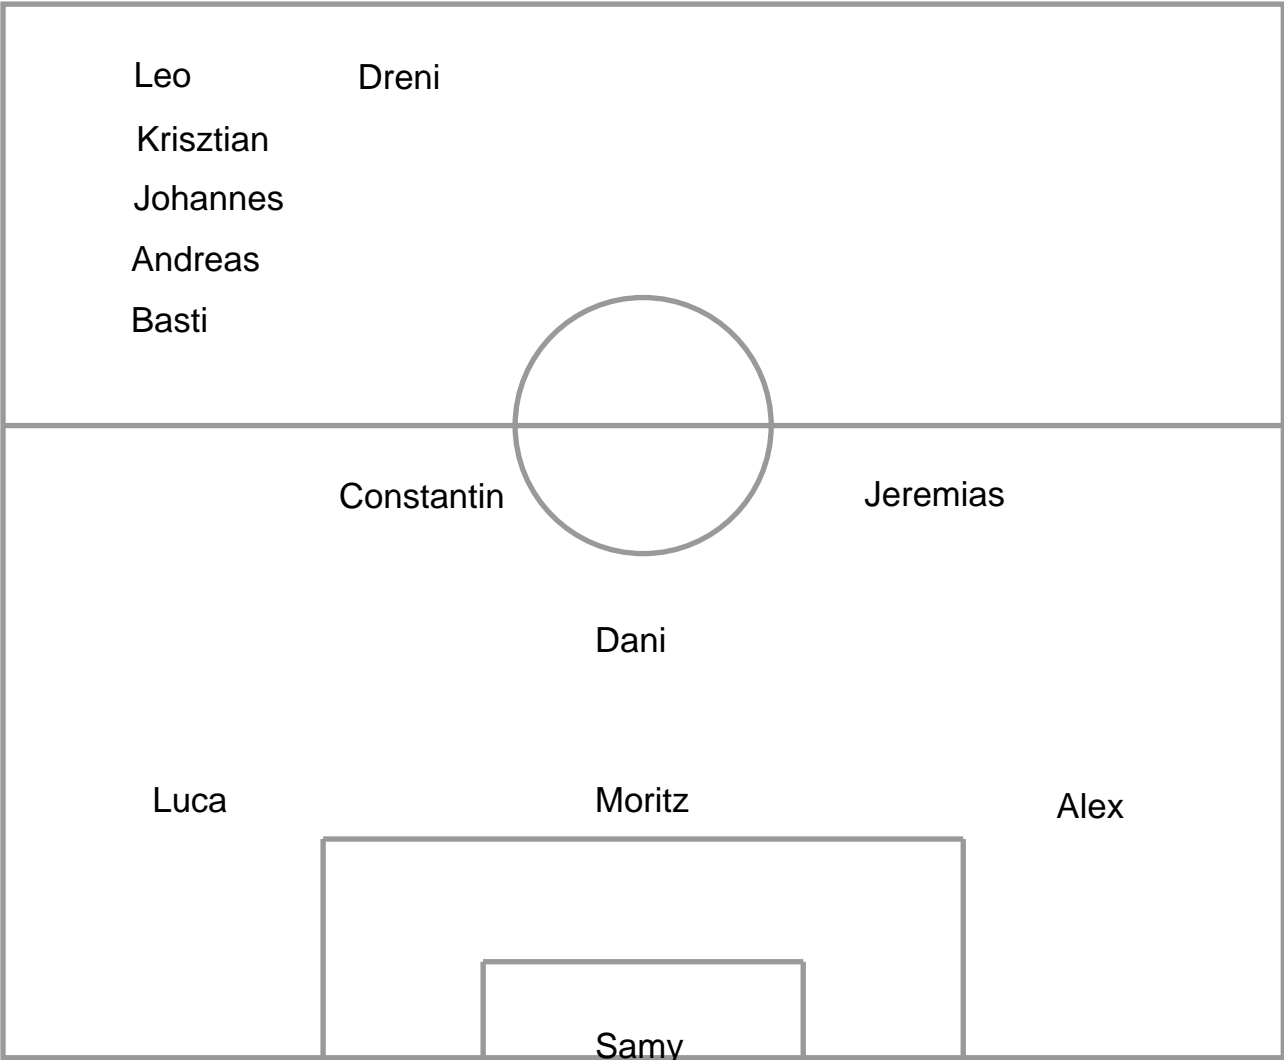 Leo Dreni
Krisztian
Johannes
Andreas
Basti
Constantin Jeremias
Dani
Luca Moritz Alex
Samy